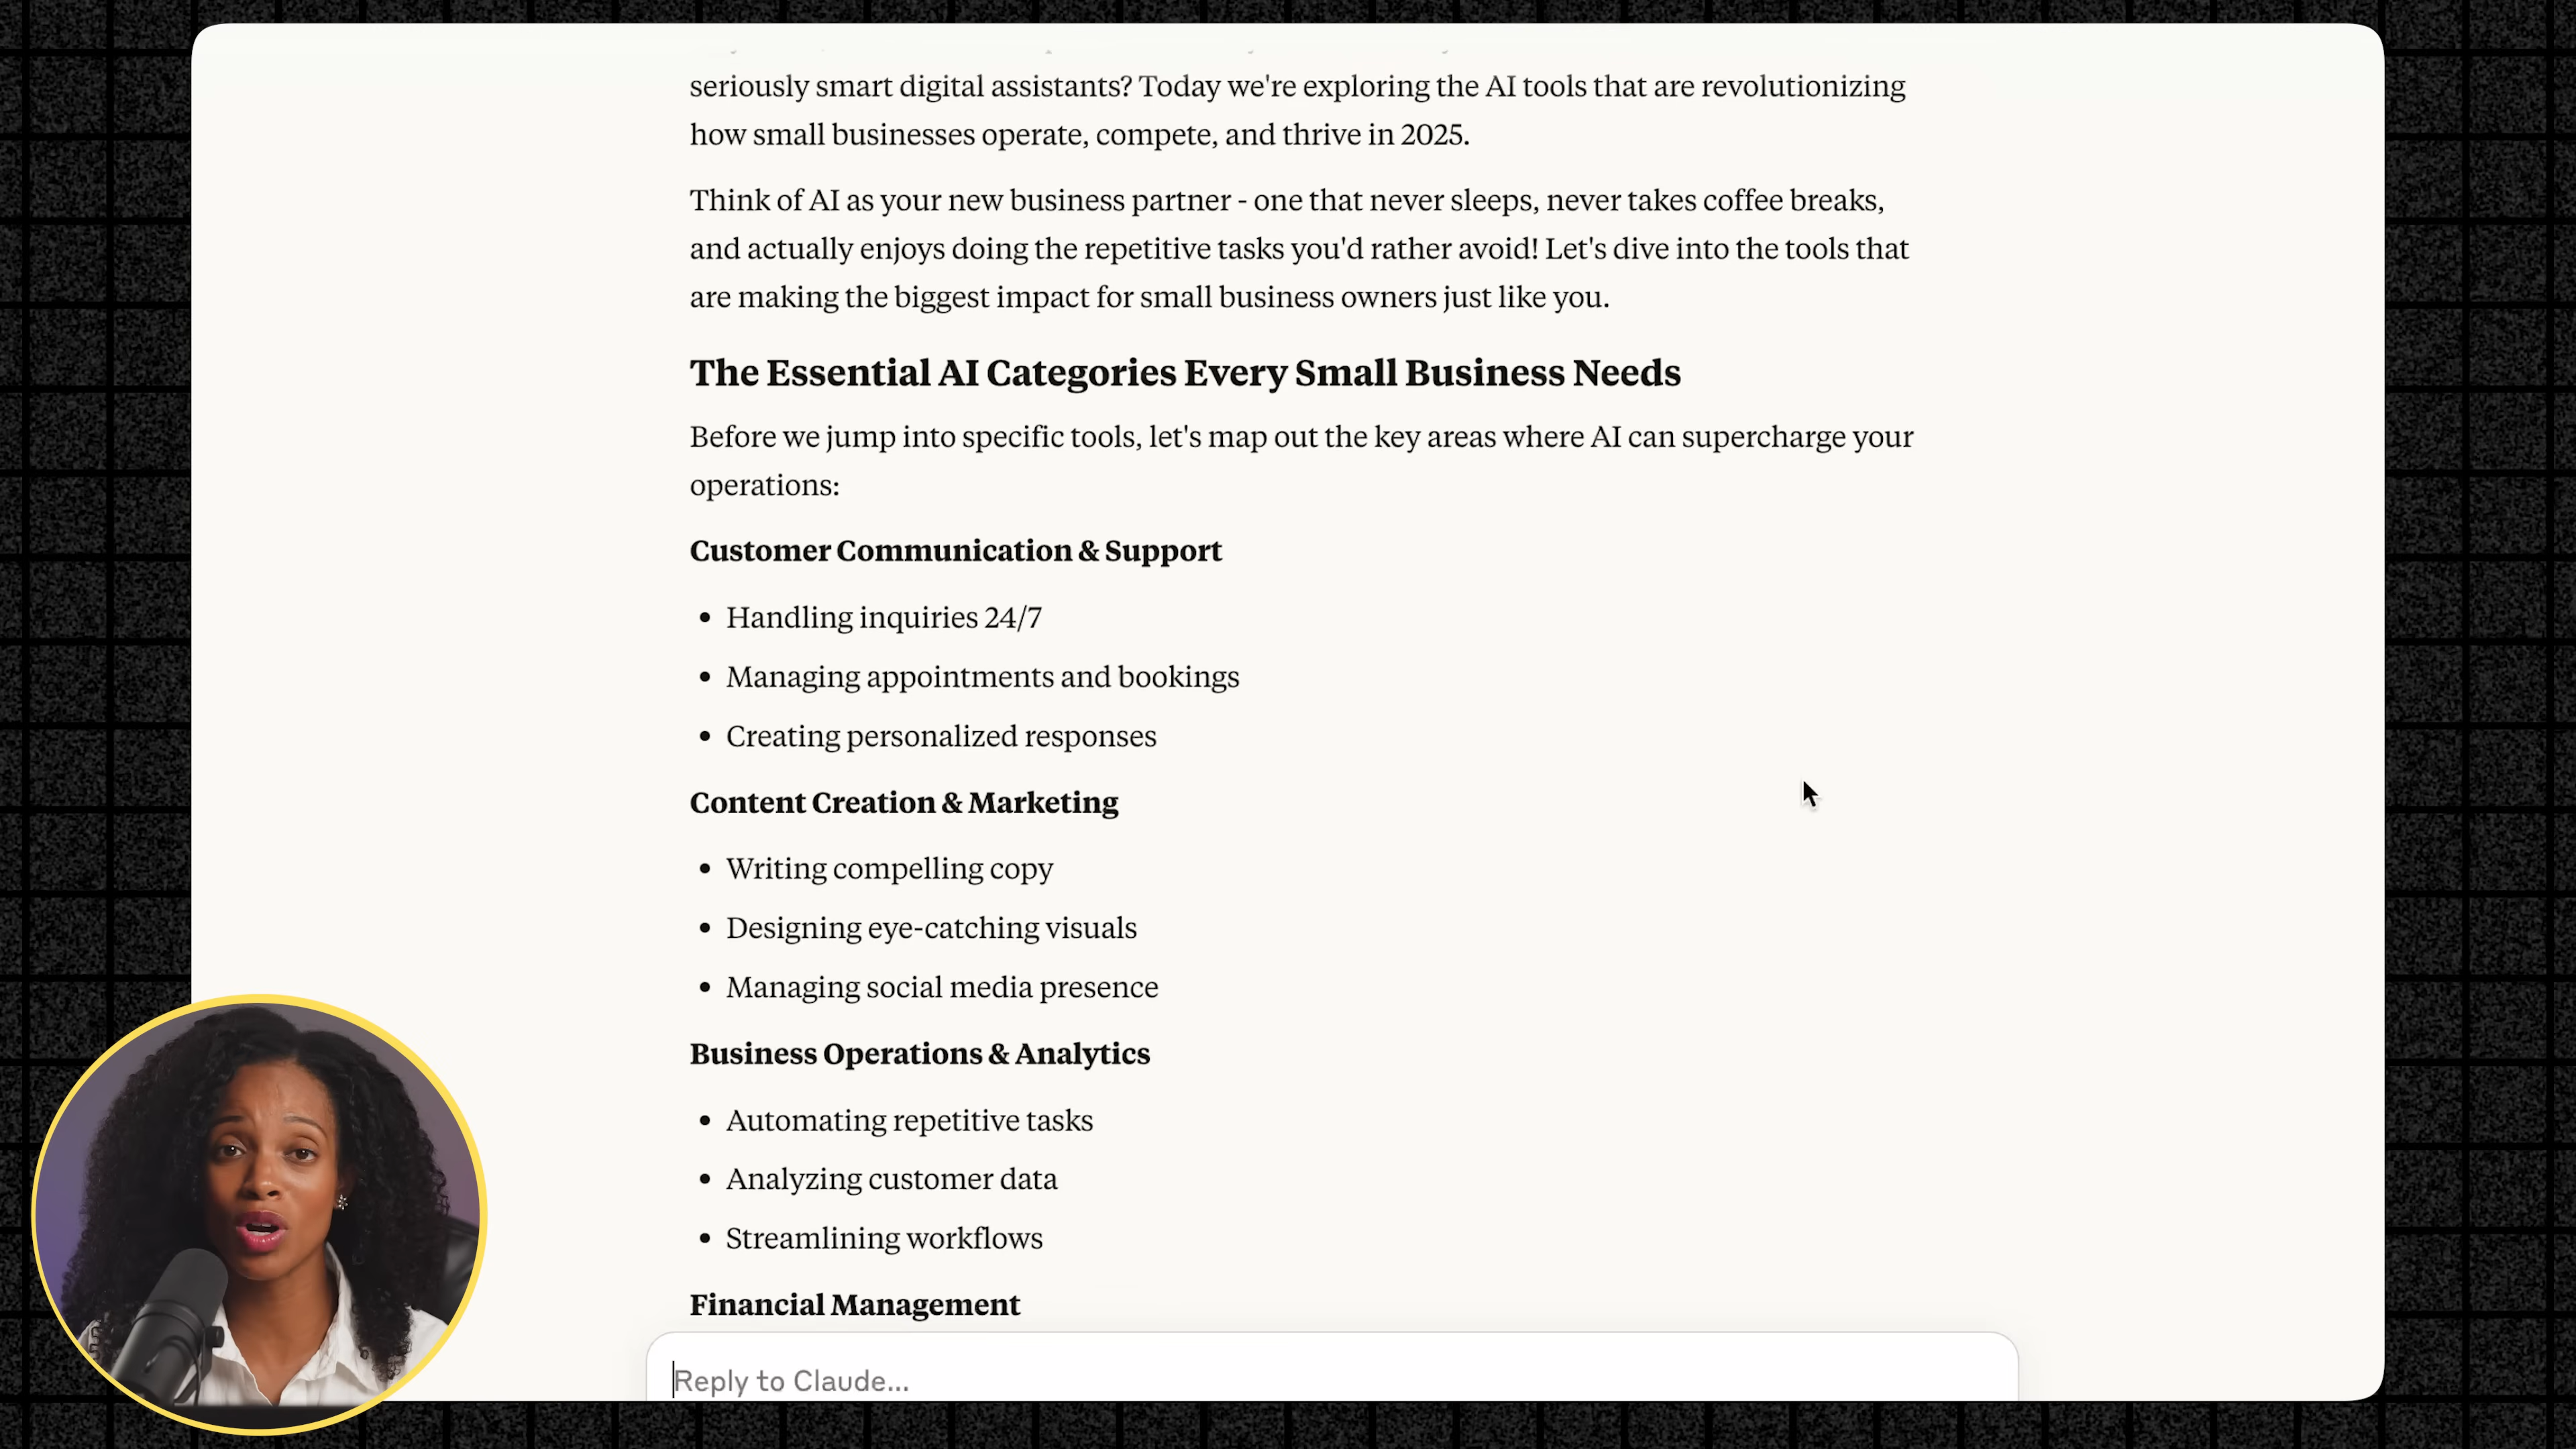 seriously smart digital assistants? Today we're exploring the AI tools that are revolutionizing
how small businesses operate, compete, and thrive in 2025.
Think of AI as your new business partner - one that never sleeps, never takes coffee breaks,
and actually enjoys doing the repetitive tasks you'd rather avoid! Let's dive into the tools that
are making the biggest impact for small business owners just like you.
The Essential AI Categories Every Small Business Needs
Before we jump into specific tools, let's map out the key areas where AI can supercharge your
operations:
Customer Communication & Support
• Handling inquiries 24/7
• Managing appointments and bookings
• Creating personalized responses
Content Creation & Marketing
• Writing compelling copy
• Designing eye-catching visuals
• Managing social media presence
Business Operations & Analytics
• Automating repetitive tasks
• Analyzing customer data
• Streamlining workflows
Financial Management
Reply to Claude...